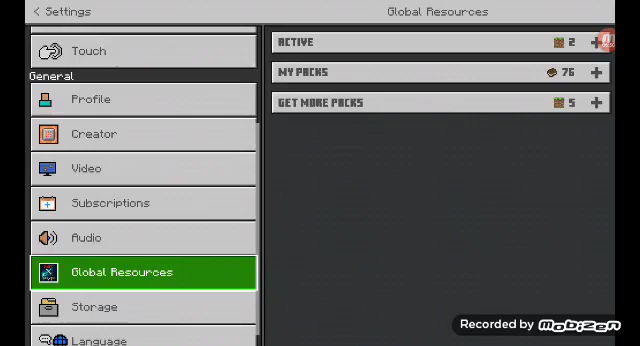 Settings
Global Resources
Touch
General
Profile
Creator
Video
Subscriptions
Audio
Global Resources
Storage
Language
ACTIVE 2
MY PACKS 76
GET MORE PACKS 5
Recorded by Mobizen